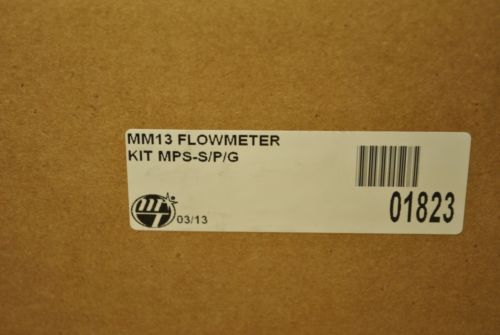 MM13 FLOWMETER
KIT MPS-S/P/G
03/13
01823